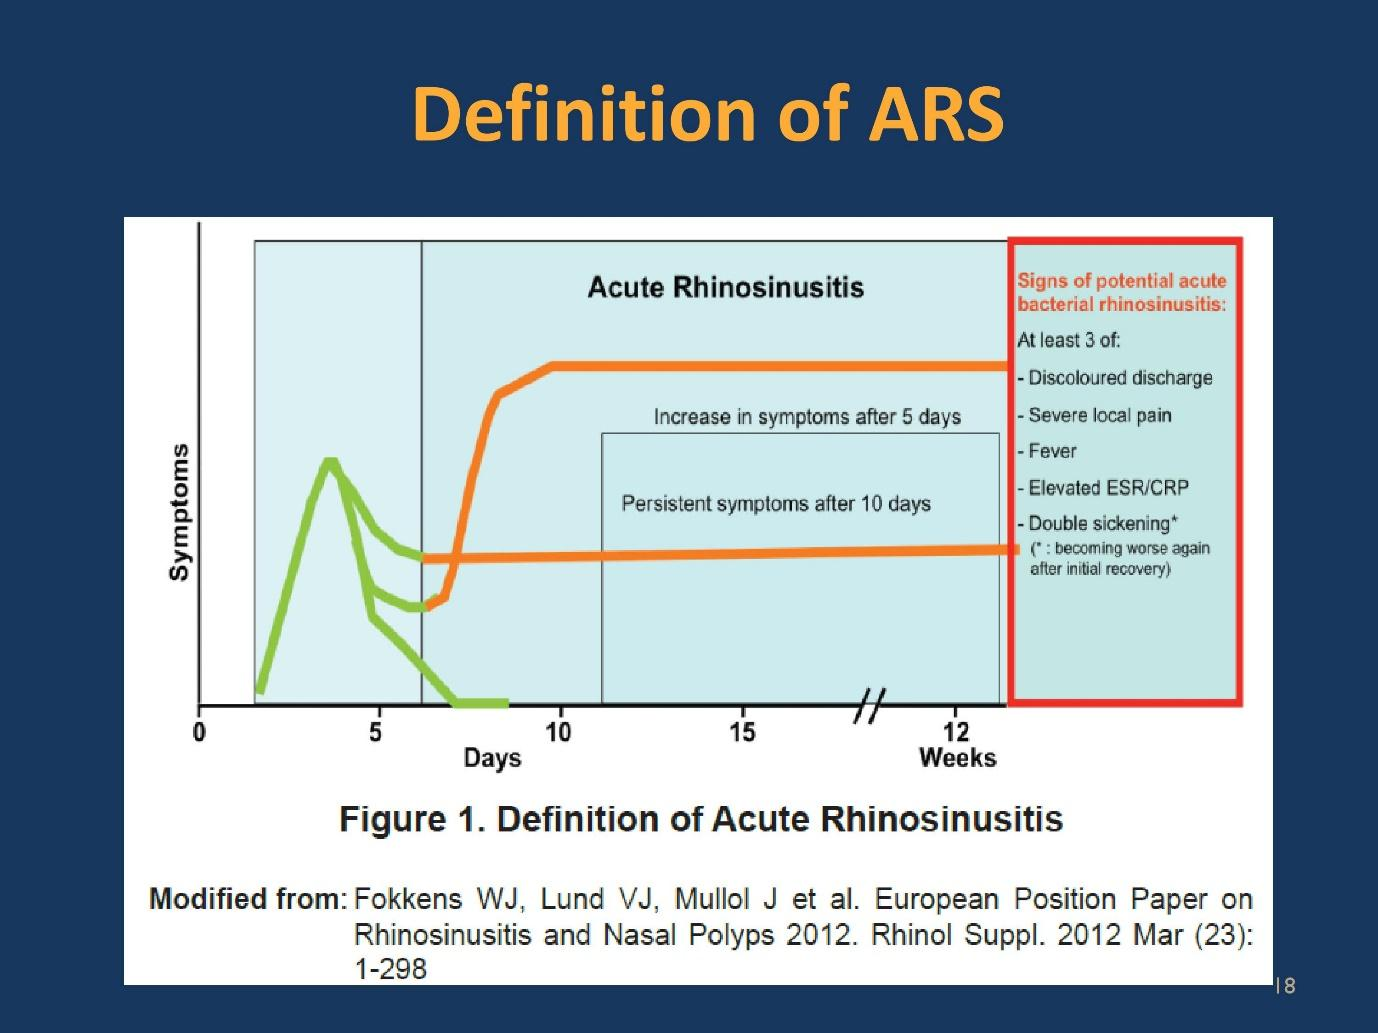 Definition of ARS
Acute Rhinosinusitis
Signs of potential acute
bacterial rhinosinusitis:
At least 3 of:
- Discoloured discharge
- Severe local pain
- Fever
- Elevated ESR/CRP
- Double sickening*
(* : becoming worse again
after initial recovery)
Increase in symptoms after 5 days
Persistent symptoms after 10 days
Symptoms
0 5 10 15 12
Days Weeks
Figure 1. Definition of Acute Rhinosinusitis
Modified from: Fokkens WJ, Lund VJ, Mullol J et al. European Position Paper on
Rhinosinusitis and Nasal Polyps 2012. Rhinol Suppl. 2012 Mar (23):
1-298
8